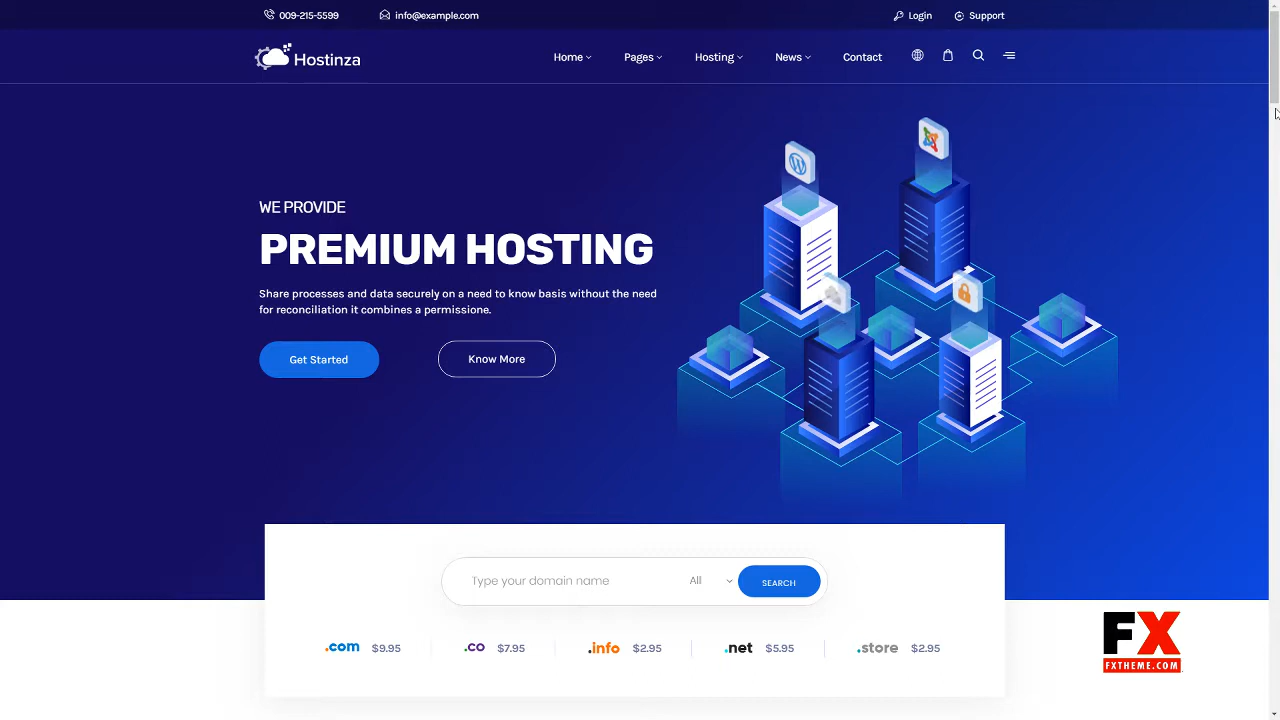 009-215-5599 info@example.com Login Support
Hostinza Home Pages Hosting News Contact
WE PROVIDE
PREMIUM HOSTING
Share processes and data securely on a need to know basis without the need
for reconciliation it combines a permissione.
Get Started Know More
Type your domain name All SEARCH
.com $9.95 .co $7.95 .info $2.95 .net $5.95 .store $2.95
FX
FXTHEME.COM